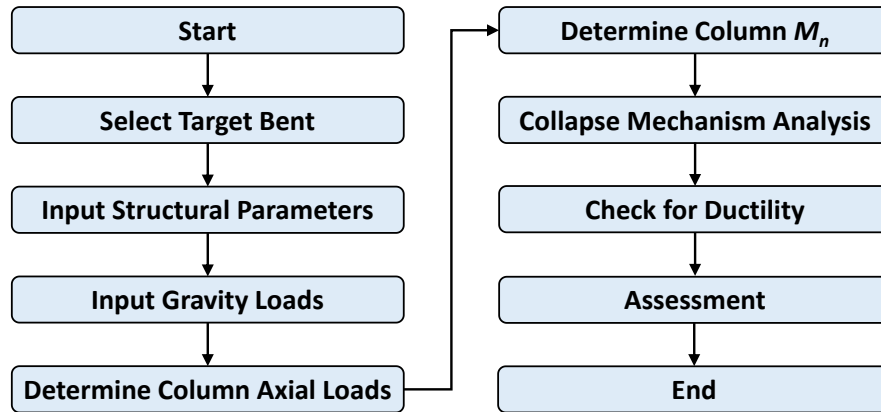 Start
Select Target Bent
Input Structural Parameters
Input Gravity Loads
Determine Column Axial Loads
Determine Column Mn
Collapse Mechanism Analysis
Check for Ductility
Assessment
End